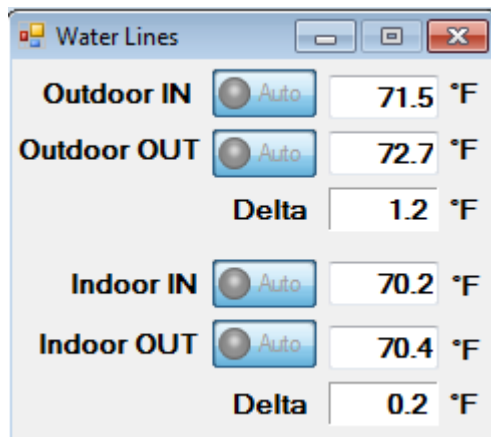 Water Lines
Outdoor IN Auto 71.5 °F
Outdoor OUT Auto 72.7 °F
Delta 1.2 °F
Indoor IN Auto 70.2 °F
Indoor OUT Auto 70.4 °F
Delta 0.2 °F